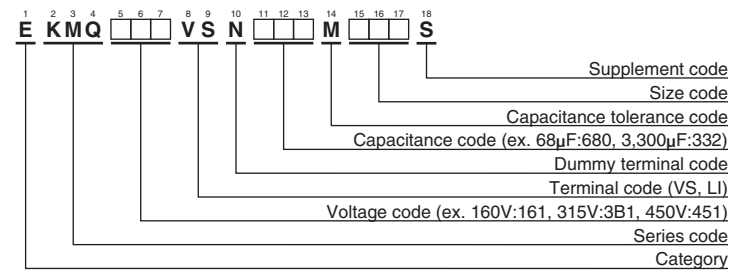 1 2 3 4 5 6 7 8 9 10 11 12 13 14 15 16 17 18
E KMQ □□□ VS N □□□ M □□□ S
Supplement code
Size code
Capacitance tolerance code
Capacitance code (ex. 68µF:680, 3,300µF:332)
Dummy terminal code
Terminal code (VS, LI)
Voltage code (ex. 160V:161, 315V:3B1, 450V:451)
Series code
Category